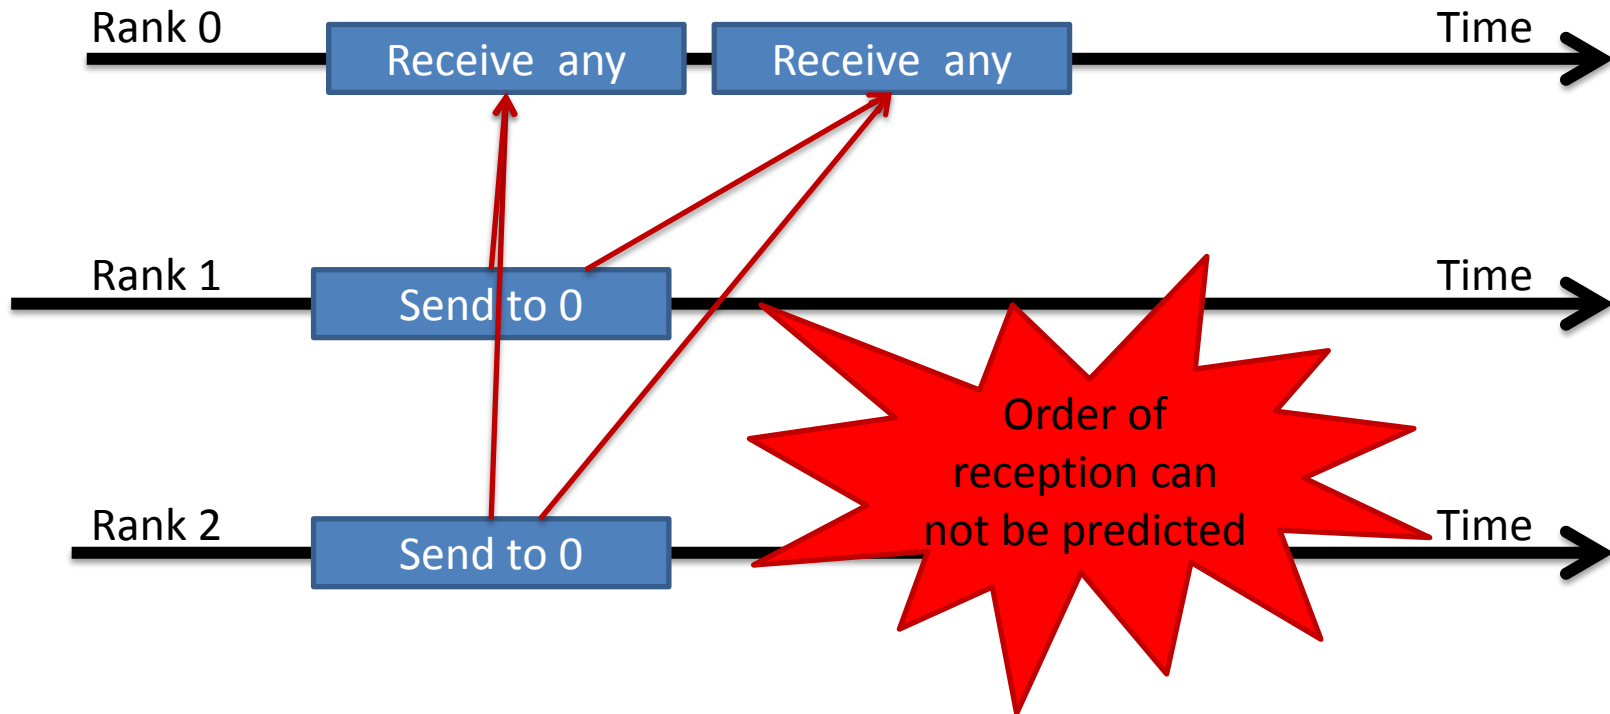 Rank 0
Time
Receive any
Receive any
Rank 1
Time
Send to 0
Order of
reception can
not be predicted
Rank 2
Time
Send to 0